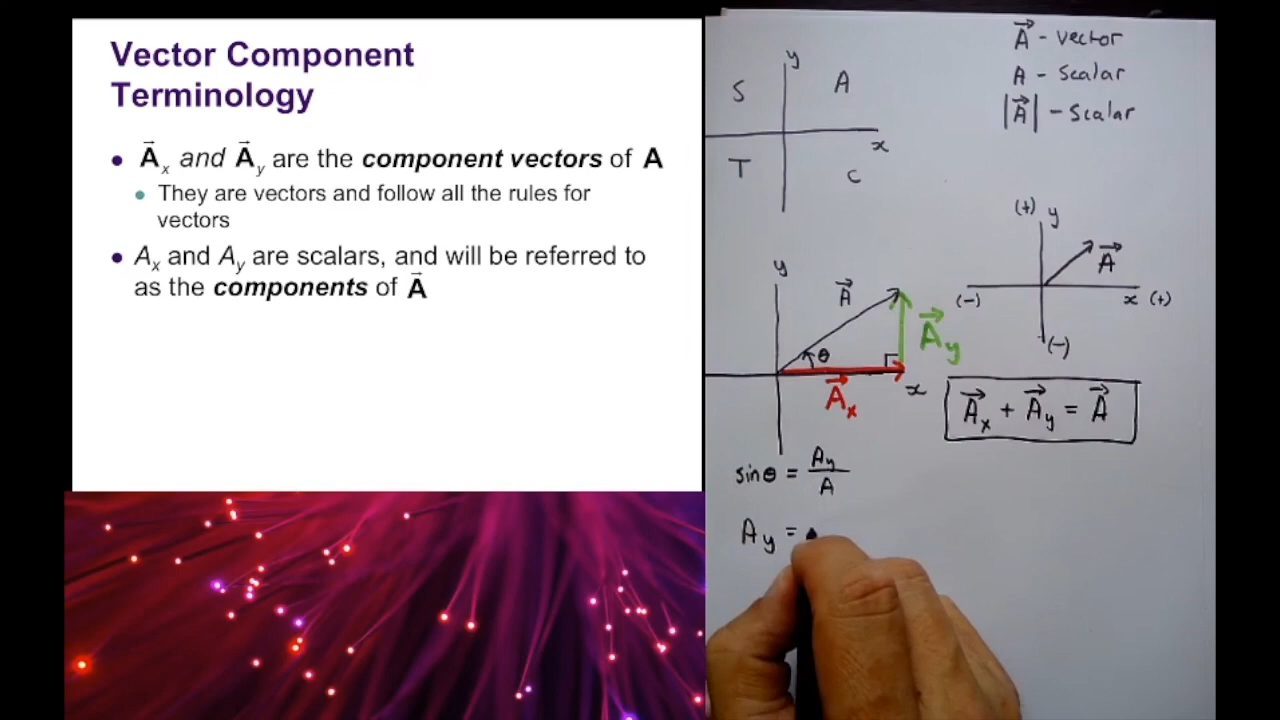 Vector Component
Terminology
• A⃗ₓ and A⃗ᵧ are the component vectors of A
• They are vectors and follow all the rules for
vectors
• Aₓ and Aᵧ are scalars, and will be referred to
as the components of A⃗
A⃗ - vector
A - scalar
|A⃗| - scalar
y
S A
x
T C
(+) y
A⃗
(-) x (+)
(-)
y
A⃗
θ
A⃗y
A⃗x
x
A⃗x + A⃗y = A⃗
sinθ = Ay/A
Ay =